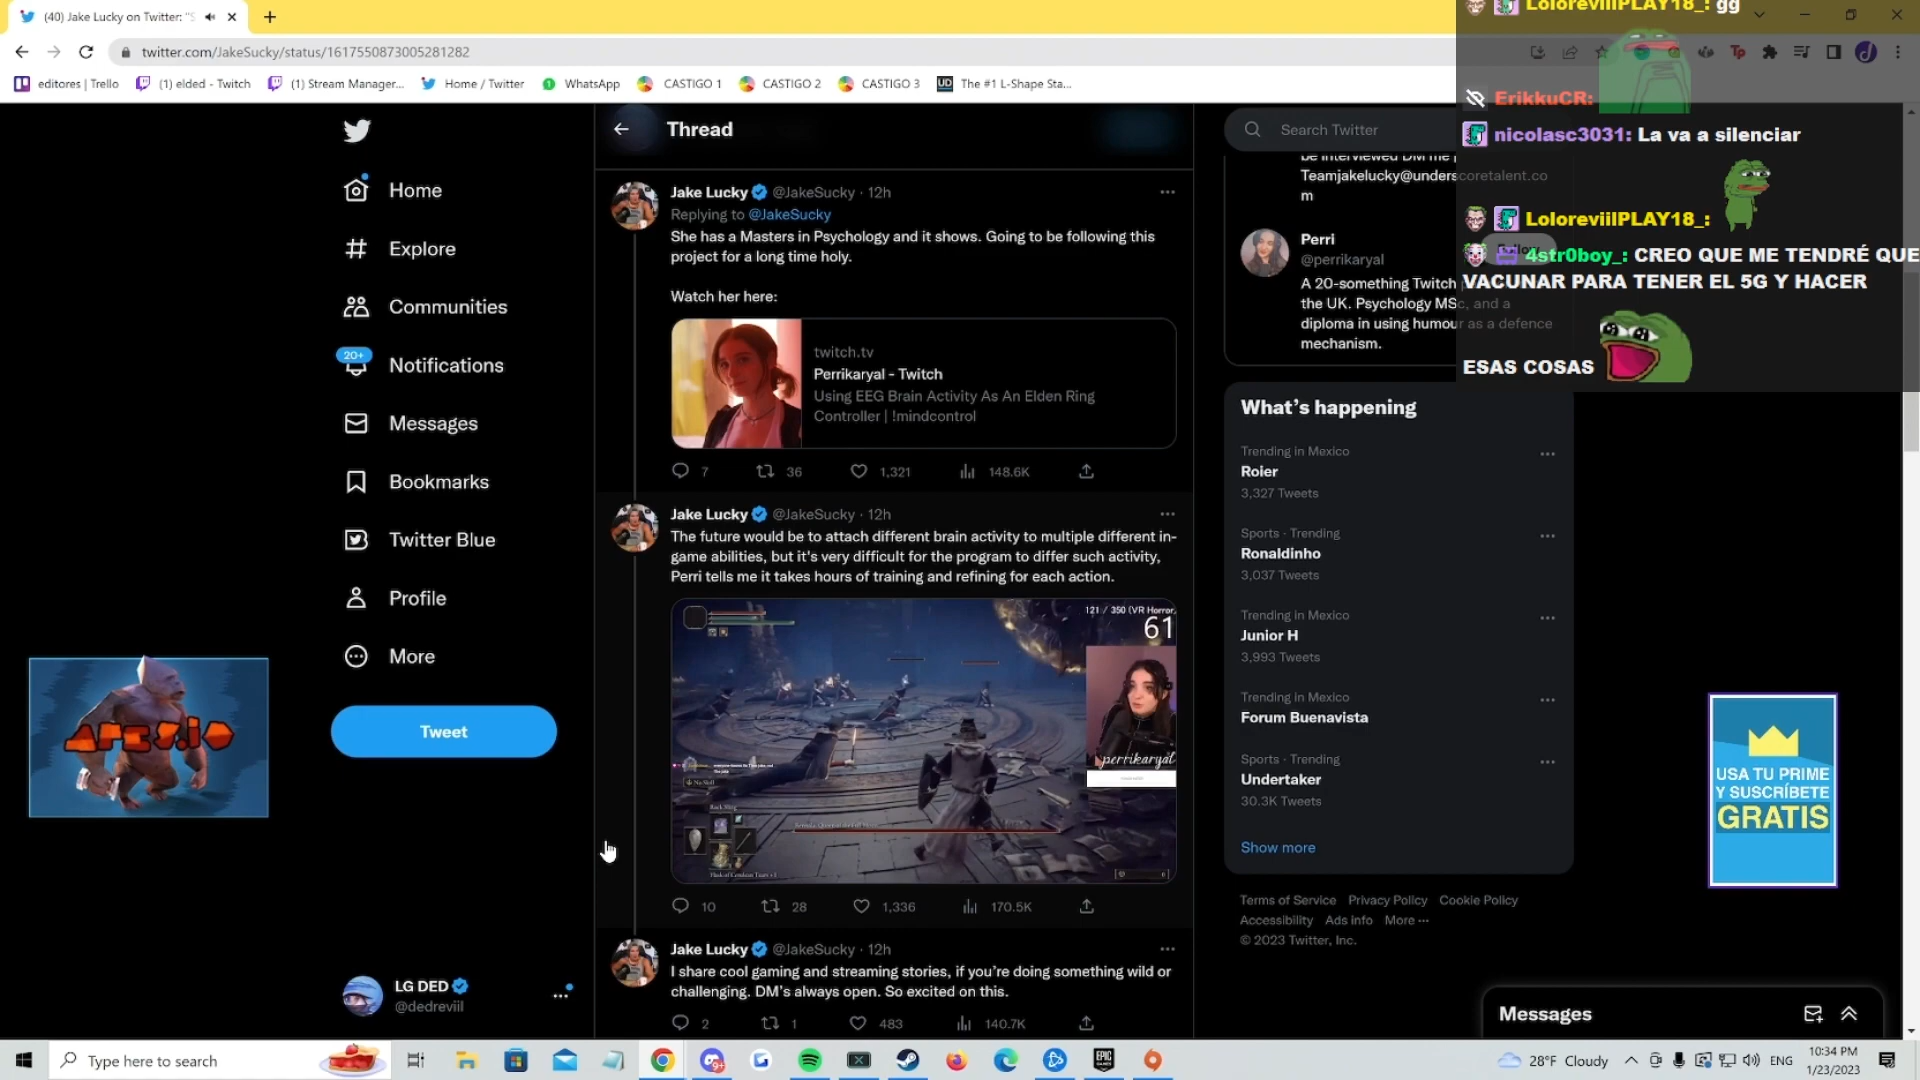 (40) Jake Lucky on Twitter: "S
twitter.com/JakeSucky/status/1617550873005281282
editores | Trello
(1) elded - Twitch
(1) Stream Manager...
Home / Twitter
WhatsApp
CASTIGO 1
CASTIGO 2
CASTIGO 3
The #1 L-Shape Sta...
Home
Explore
Communities
20+
Notifications
Messages
Bookmarks
Twitter Blue
Profile
More
Tweet
LG DED
@dedreviil
Thread
Jake Lucky @JakeSucky · 12h
Replying to @JakeSucky
She has a Masters in Psychology and it shows. Going to be following this
project for a long time holy.
Watch her here:
twitch.tv
Perrikaryal - Twitch
Using EEG Brain Activity As An Elden Ring
Controller | !mindcontrol
7 36 1,321 148.6K
Jake Lucky @JakeSucky · 12h
The future would be to attach different brain activity to multiple different in-
game abilities, but it's very difficult for the program to differ such activity,
Perri tells me it takes hours of training and refining for each action.
121 / 350 (VR Horror
61
perrikaryal
10 28 1,336 170.5K
Jake Lucky @JakeSucky · 12h
I share cool gaming and streaming stories, if you're doing something wild or
challenging. DM's always open. So excited on this.
2 1 483 140.7K
Search Twitter
be interviewed DM me
Teamjakelucky@underscoretalent.co
m
Perri
@perrikaryal
A 20-something Twitch
the UK. Psychology MSc, and a
diploma in using humour as a defence
mechanism.
What's happening
Trending in Mexico
Roier
3,327 Tweets
Sports · Trending
Ronaldinho
3,037 Tweets
Trending in Mexico
Junior H
3,993 Tweets
Trending in Mexico
Forum Buenavista
Sports · Trending
Undertaker
30.3K Tweets
Show more
Terms of Service Privacy Policy Cookie Policy
Accessibility Ads info More ···
© 2023 Twitter, Inc.
LoloreviilPLAY18_: gg
ErikkuCR:
nicolasc3031: La va a silenciar
LoloreviilPLAY18_:
4str0boy_: CREO QUE ME TENDRÉ QUE
VACUNAR PARA TENER EL 5G Y HACER
ESAS COSAS
APES.IO
USA TU PRIME
Y SUSCRÍBETE
GRATIS
Messages
Type here to search
28°F Cloudy
ENG
10:34 PM
1/23/2023